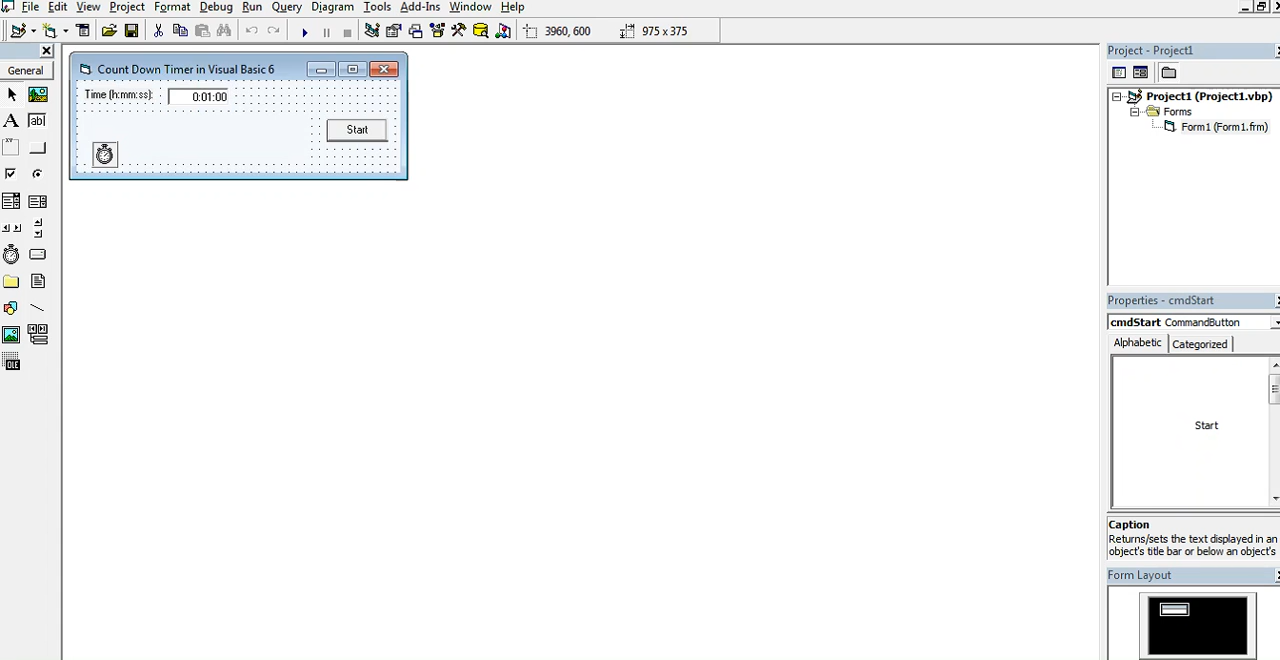 File Edit View Project Format Debug Run Query Diagram Tools Add-Ins Window Help
3960, 600 975 x 375
General
A
ab|
XY
OLE
Count Down Timer in Visual Basic 6
Time (h:mm:ss): 0:01:00
Start
Project - Project1
Project1 (Project1.vbp)
Forms
Form1 (Form1.frm)
Properties - cmdStart
cmdStart CommandButton
Alphabetic Categorized
Start
Caption
Returns/sets the text displayed in an
object's title bar or below an object's
Form Layout